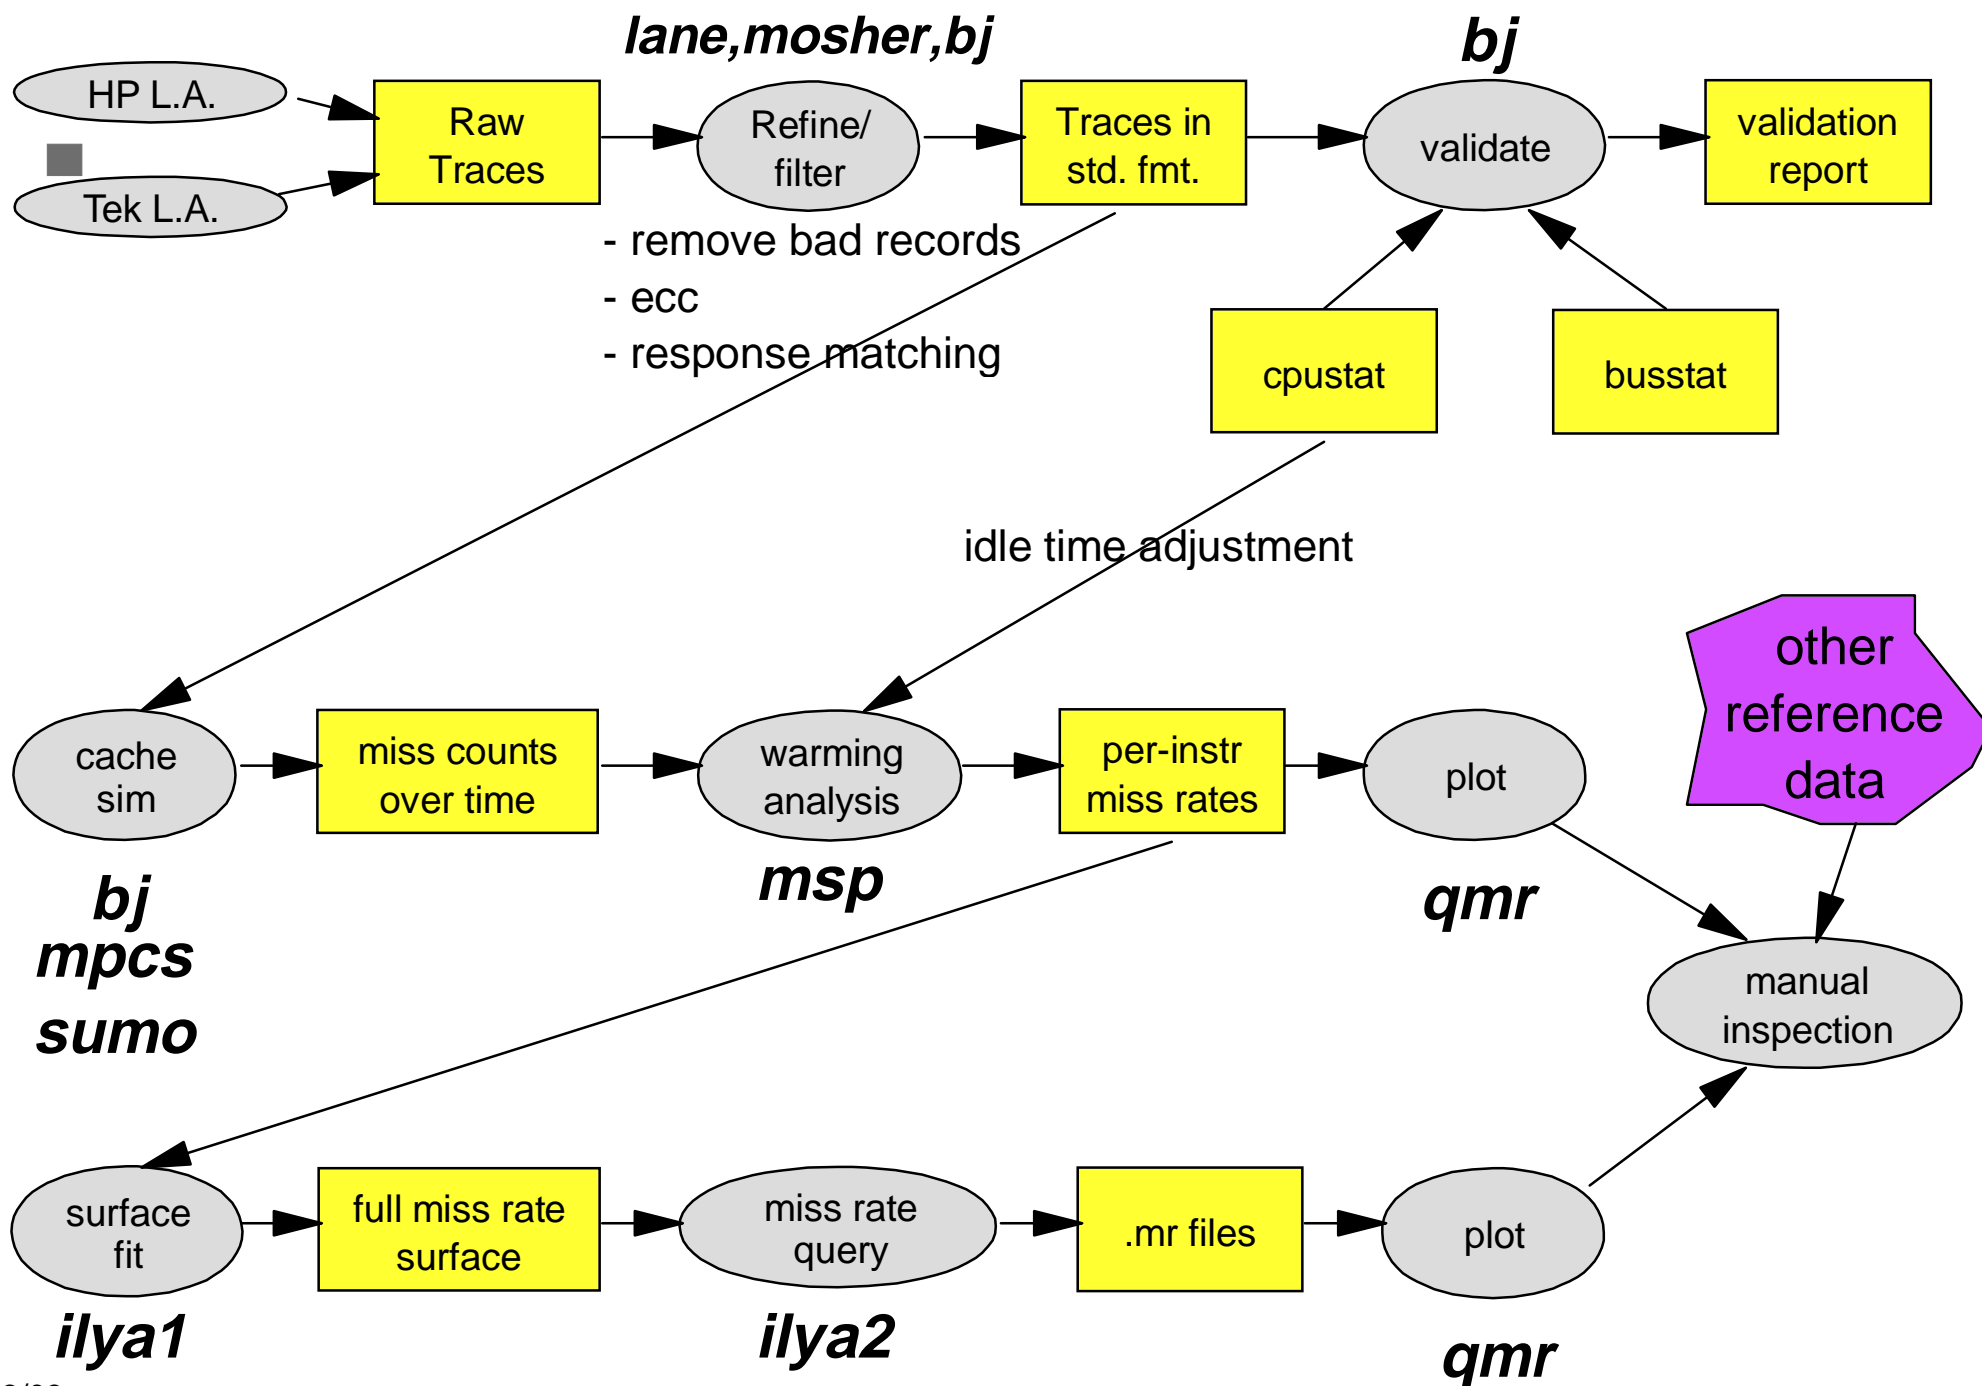 lane,mosher,bj
bj
HP L.A.
Tek L.A.
Raw
Traces
Refine/
filter
Traces in
std. fmt.
validate
validation
report
- remove bad records
- ecc
- response matching
cpustat
busstat
idle time adjustment
other
reference
data
cache
sim
miss counts
over time
warming
analysis
per-instr
miss rates
plot
bj
mpcs
sumo
msp
qmr
manual
inspection
surface
fit
full miss rate
surface
miss rate
query
.mr files
plot
ilya1
ilya2
qmr